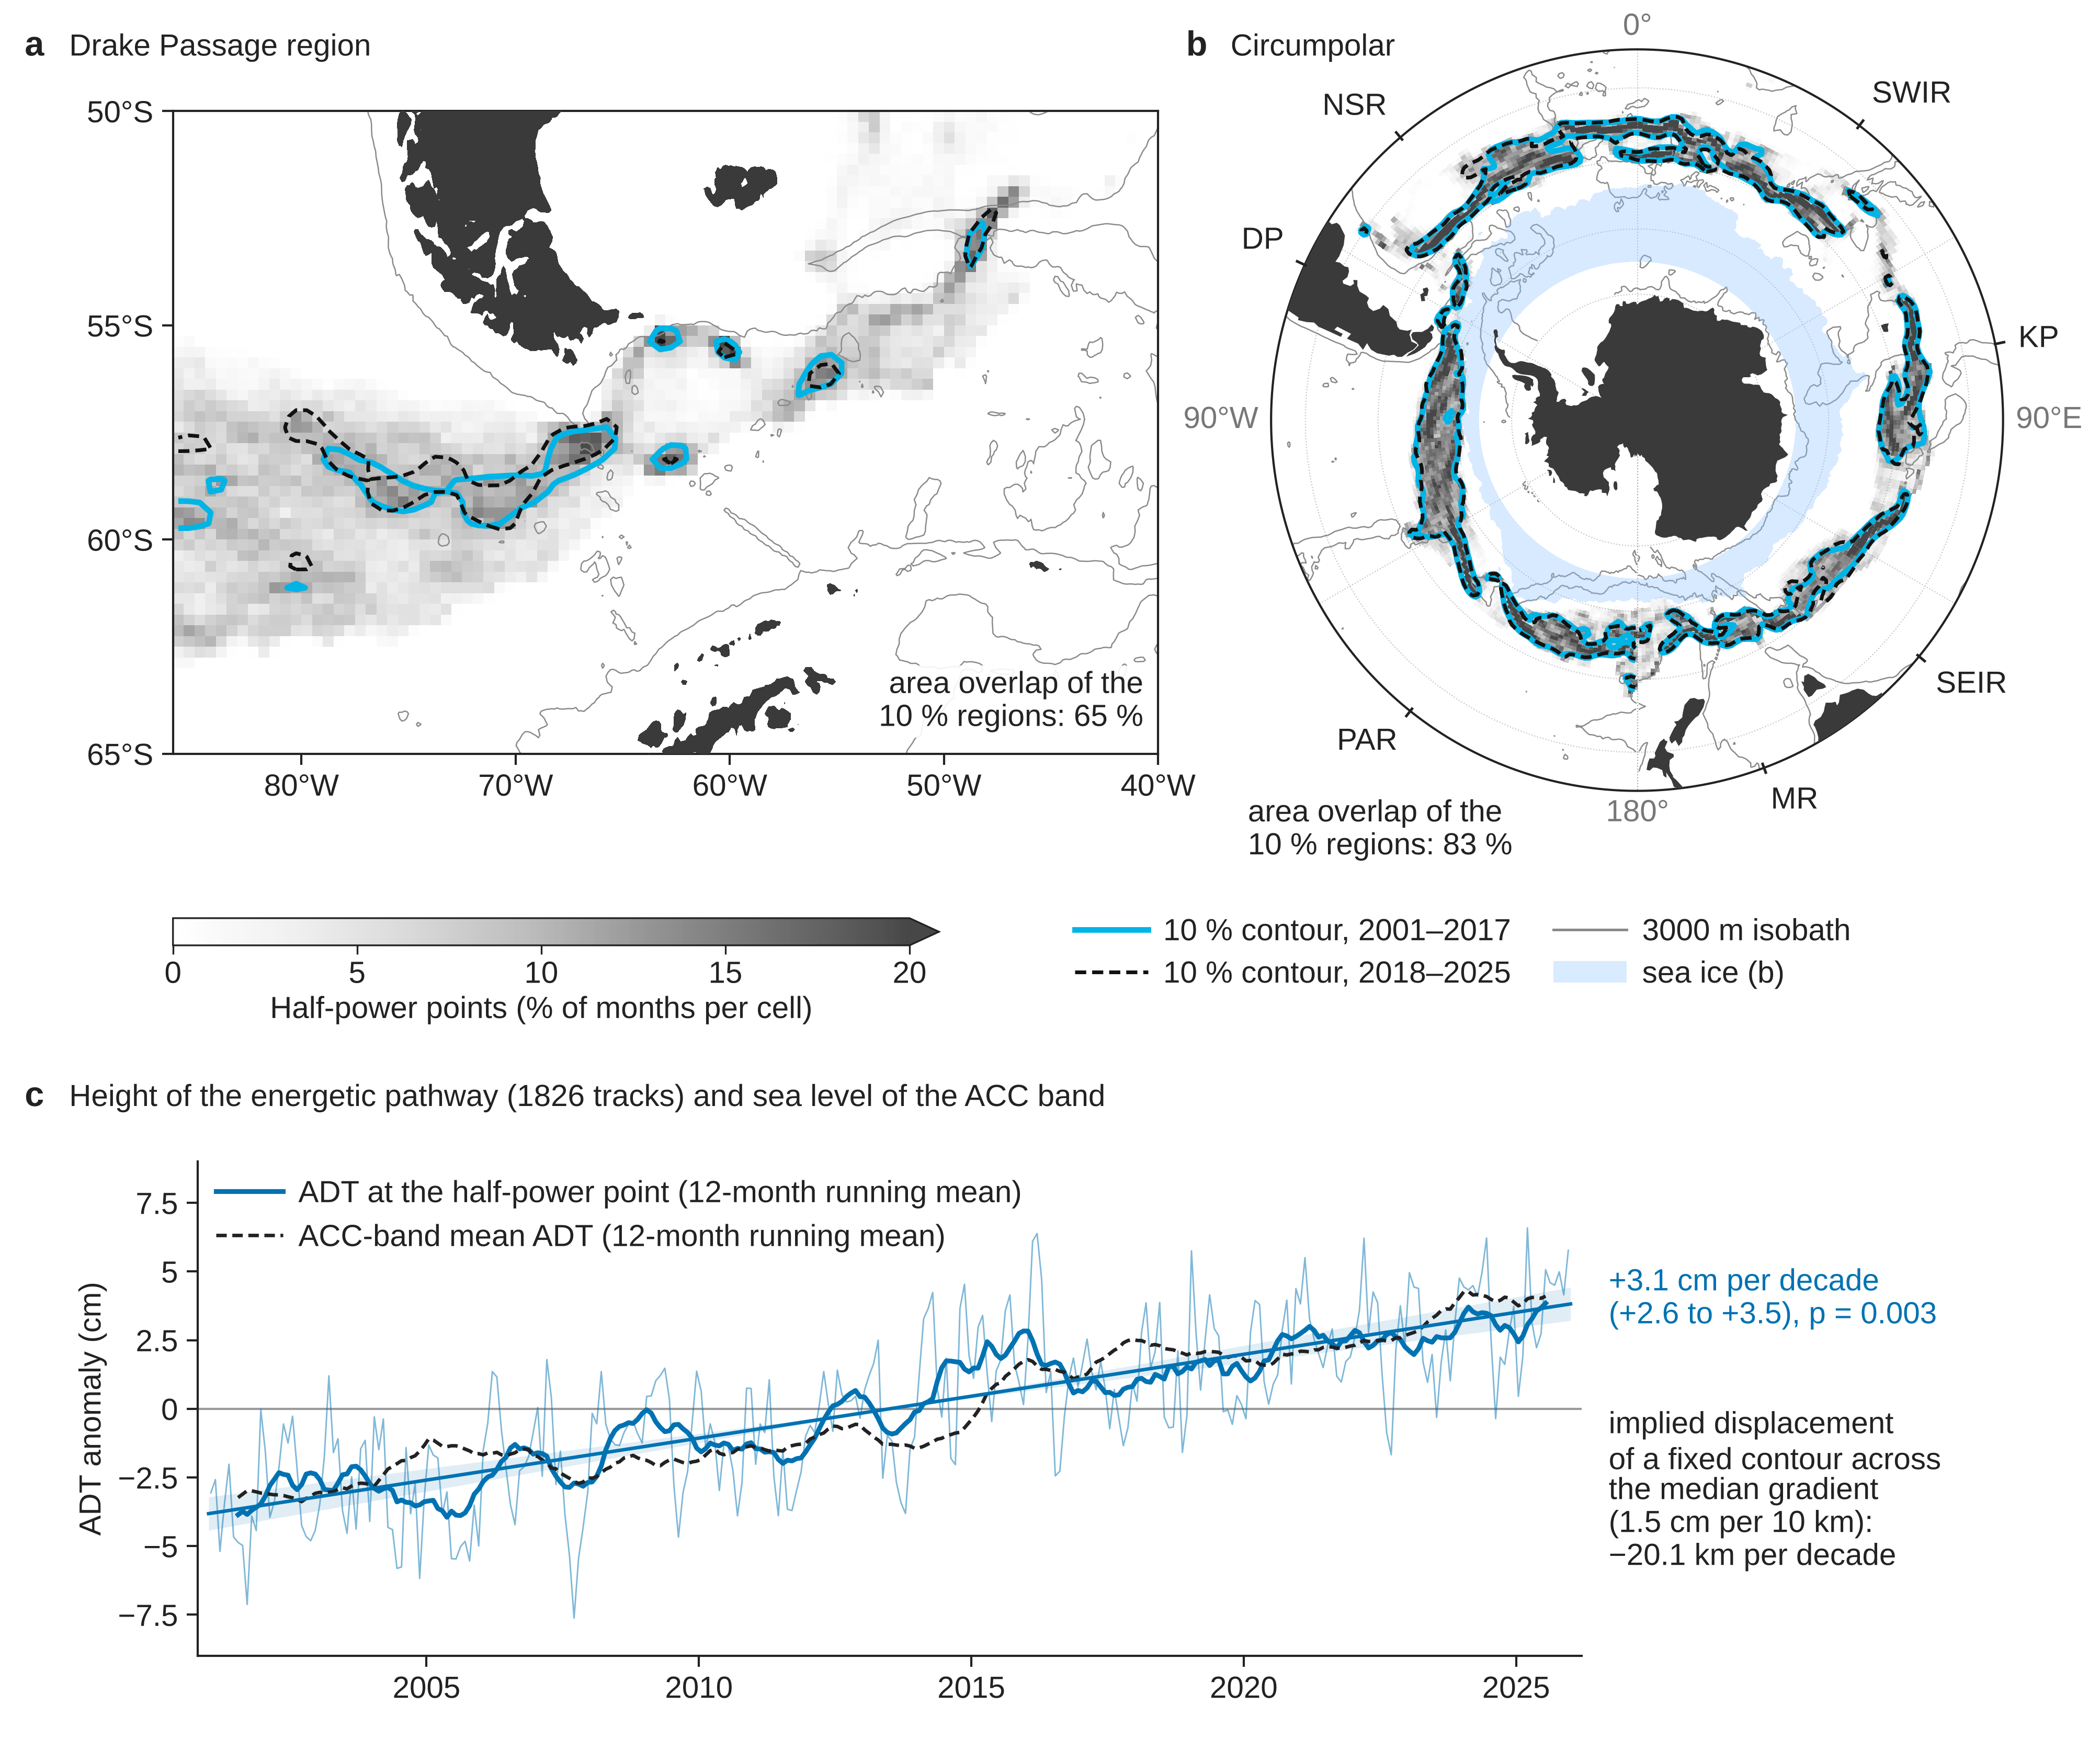 a Drake Passage region
50°S
55°S
60°S
65°S
80°W
70°W
60°W
50°W
40°W
area overlap of the
10 % regions: 65 %
b Circumpolar
0°
NSR
SWIR
DP
KP
90°W
90°E
SEIR
PAR
MR
180°
area overlap of the
10 % regions: 83 %
0 5 10 15 20
Half-power points (% of months per cell)
10 % contour, 2001–2017
10 % contour, 2018–2025
3000 m isobath
sea ice (b)
c Height of the energetic pathway (1826 tracks) and sea level of the ACC band
ADT at the half-power point (12-month running mean)
ACC-band mean ADT (12-month running mean)
ADT anomaly (cm)
7.5
5
2.5
0
−2.5
−5
−7.5
2005 2010 2015 2020 2025
+3.1 cm per decade
(+2.6 to +3.5), p = 0.003
implied displacement
of a fixed contour across
the median gradient
(1.5 cm per 10 km):
−20.1 km per decade